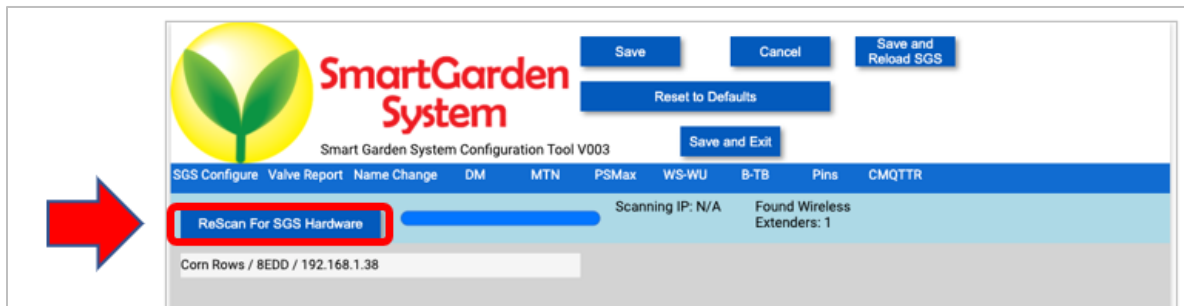 SmartGarden
System
Smart Garden System Configuration Tool V003
Save
Cancel
Save and
Reload SGS
Reset to Defaults
Save and Exit
SGS Configure Valve Report Name Change DM MTN PSMax WS-WU B-TB Pins CMQTTR
ReScan For SGS Hardware
Scanning IP: N/A
Found Wireless
Extenders: 1
Corn Rows / 8EDD / 192.168.1.38